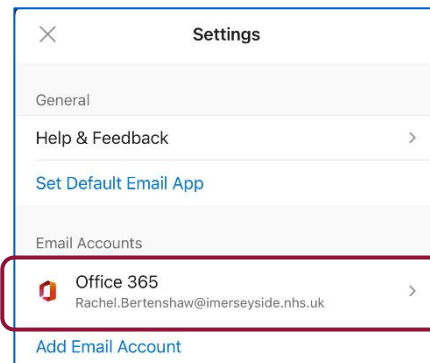 Settings
General
Help & Feedback
Set Default Email App
Email Accounts
Office 365
Rachel.Bertenshaw@imerseyside.nhs.uk
Add Email Account